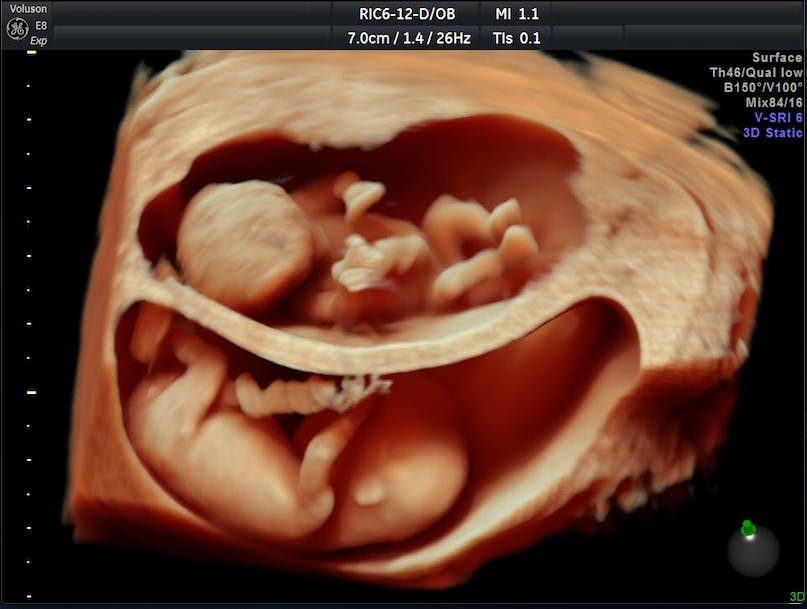 Voluson
E8
Exp
RIC6-12-D/OB
MI 1.1
7.0cm / 1.4 / 26Hz
TIs 0.1
Surface
Th46/Qual low
B150°/V100°
Mix84/16
V-SRI 6
3D Static
3D